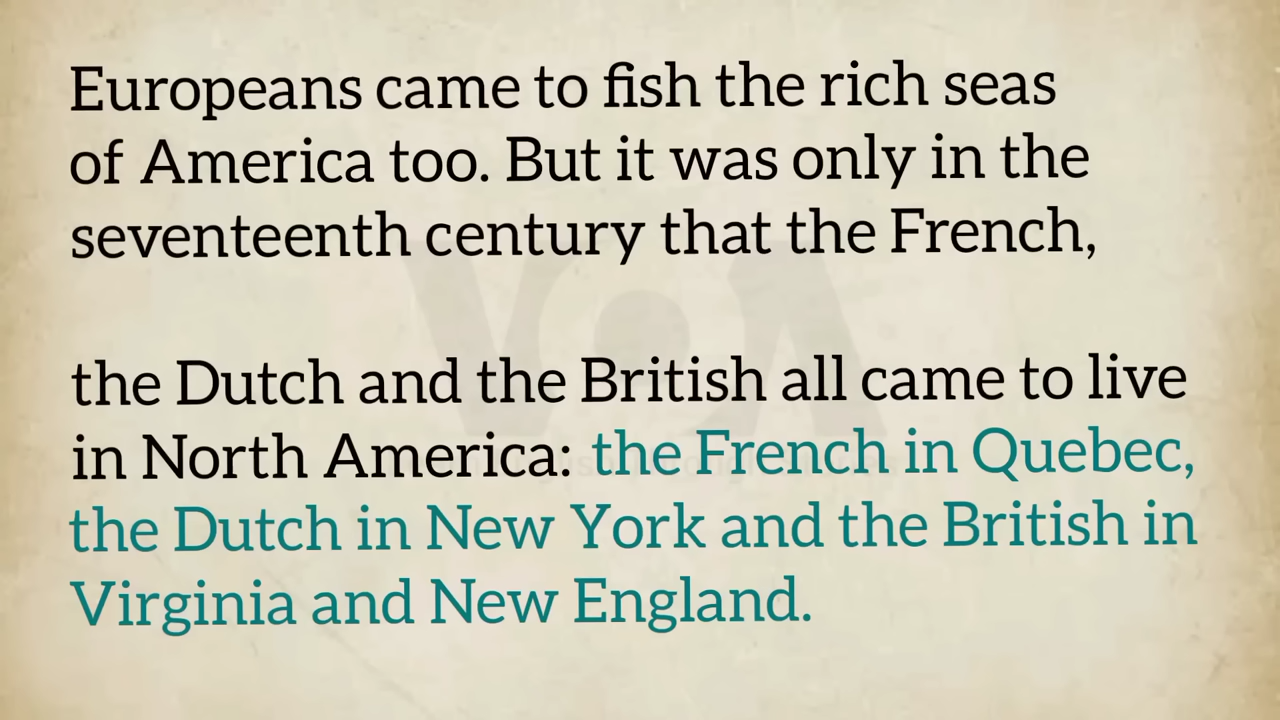 Europeans came to fish the rich seas
of America too. But it was only in the
seventeenth century that the French,
the Dutch and the British all came to live
in North America: the French in Quebec,
the Dutch in New York and the British in
Virginia and New England.
VOA